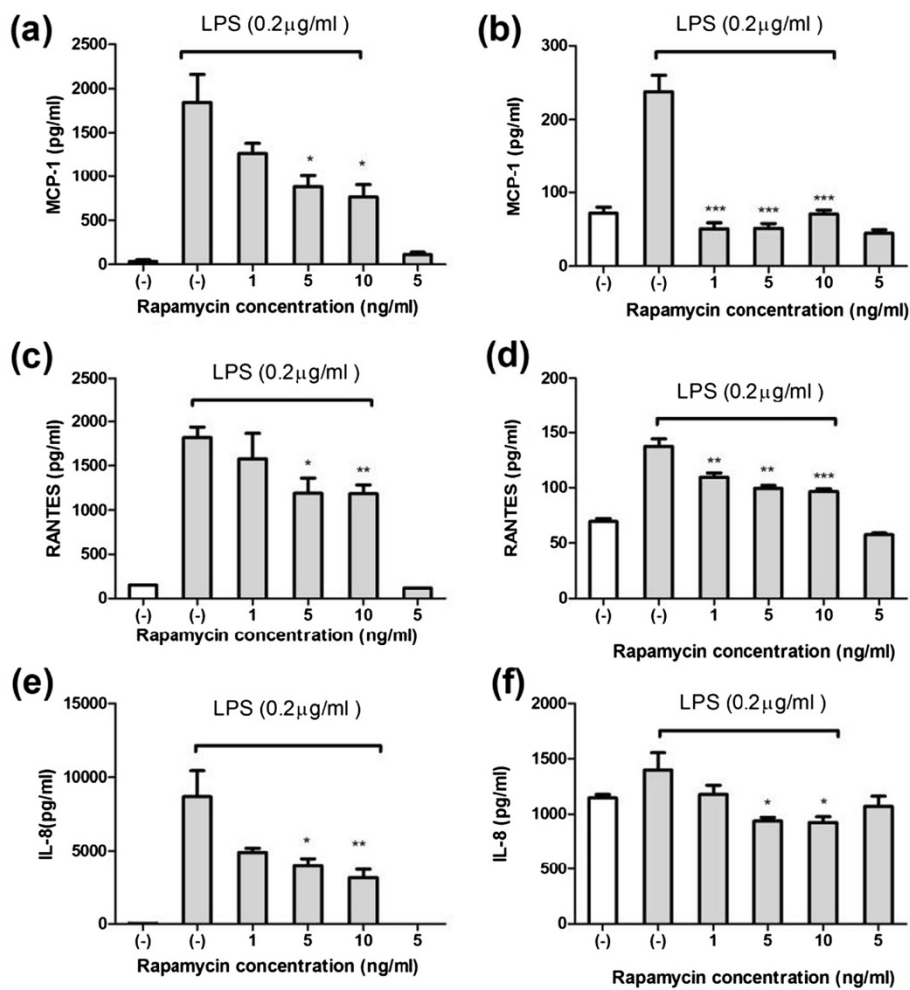 (a)
LPS (0.2µg/ml)
MCP-1 (pg/ml)
2500
2000
1500
1000
500
0
* *
(-) (-) 1 5 10 5
Rapamycin concentration (ng/ml)
(b)
LPS (0.2µg/ml)
MCP-1 (pg/ml)
300
200
100
0
*** *** ***
(-) (-) 1 5 10 5
Rapamycin concentration (ng/ml)
(c)
LPS (0.2µg/ml )
RANTES (pg/ml)
2500
2000
1500
1000
500
0
* **
(-) (-) 1 5 10 5
Rapamycin concentration (ng/ml)
(d)
LPS (0.2µg/ml )
RANTES (pg/ml)
200
150
100
50
0
** ** ***
(-) (-) 1 5 10 5
Rapamycin concentration (ng/ml)
(e)
LPS (0.2µg/ml )
IL-8(pg/ml)
15000
10000
5000
0
* **
(-) (-) 1 5 10 5
Rapamycin concentration (ng/ml)
(f)
LPS (0.2µg/ml )
IL-8 (pg/ml)
2000
1500
1000
500
0
* *
(-) (-) 1 5 10 5
Rapamycin concentration (ng/ml)